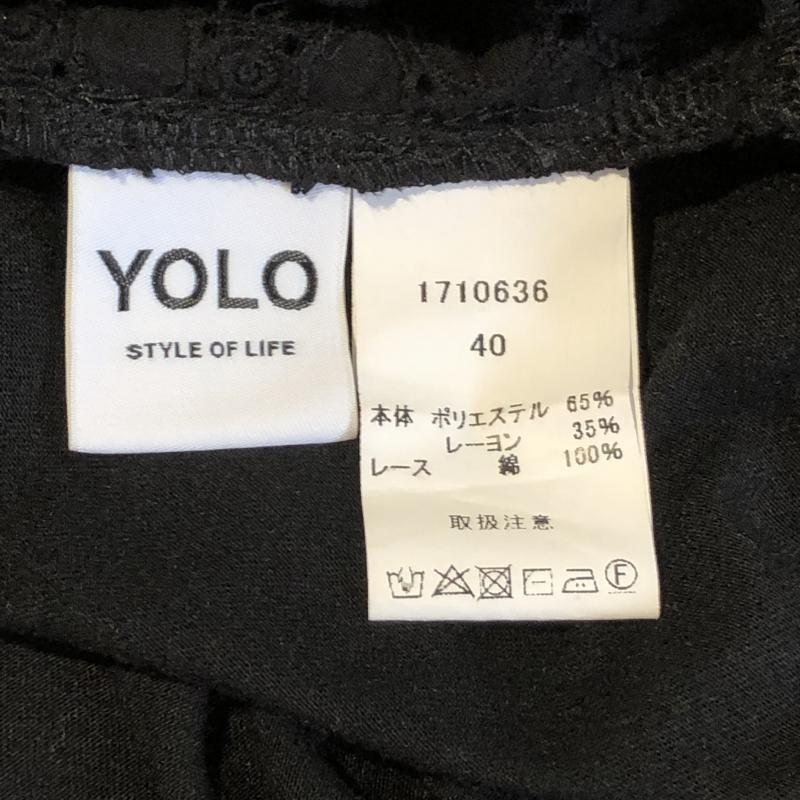 YOLO
STYLE OF LIFE
1710636
40
本体 ポリエステル 65%
レーヨン 35%
レース 綿 100%
取扱注意
F